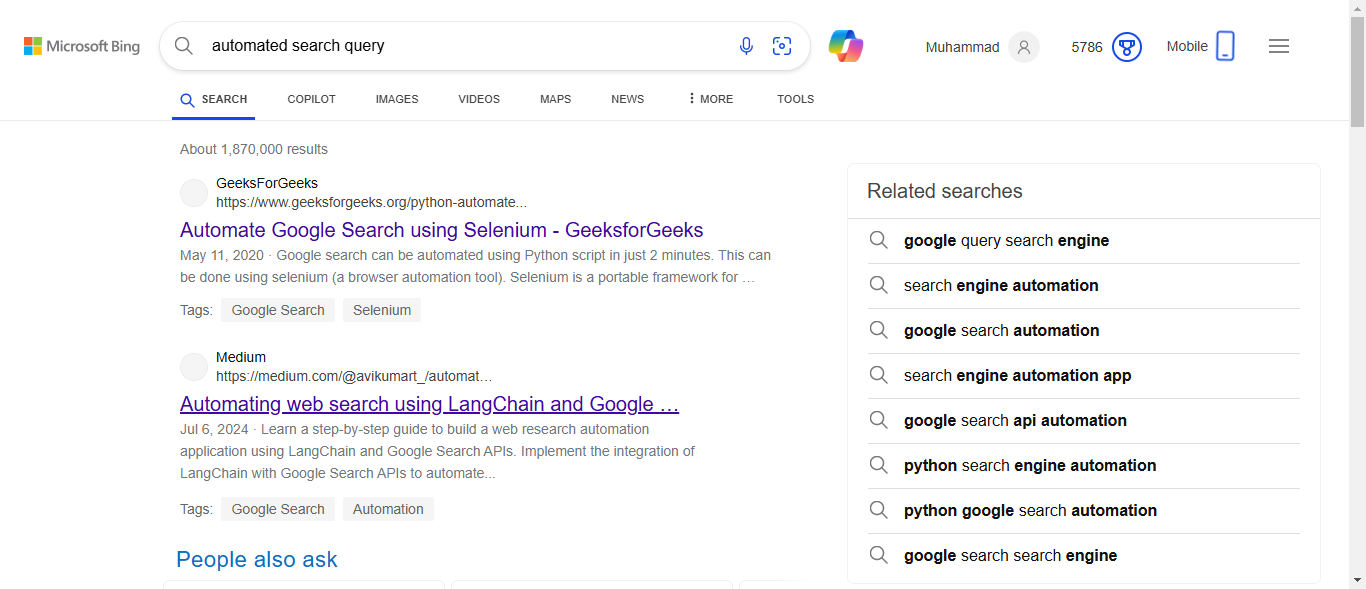 Microsoft Bing
automated search query
Muhammad
5786
Mobile
SEARCH
COPILOT
IMAGES
VIDEOS
MAPS
NEWS
MORE
TOOLS
About 1,870,000 results
GeeksForGeeks
https://www.geeksforgeeks.org/python-automate...
Automate Google Search using Selenium - GeeksforGeeks
May 11, 2020 · Google search can be automated using Python script in just 2 minutes. This can
be done using selenium (a browser automation tool). Selenium is a portable framework for …
Tags: Google Search Selenium
Medium
https://medium.com/@avikumart_/automat…
Automating web search using LangChain and Google …
Jul 6, 2024 · Learn a step-by-step guide to build a web research automation
application using LangChain and Google Search APIs. Implement the integration of
LangChain with Google Search APIs to automate...
Tags: Google Search Automation
People also ask
Related searches
google query search engine
search engine automation
google search automation
search engine automation app
google search api automation
python search engine automation
python google search automation
google search search engine